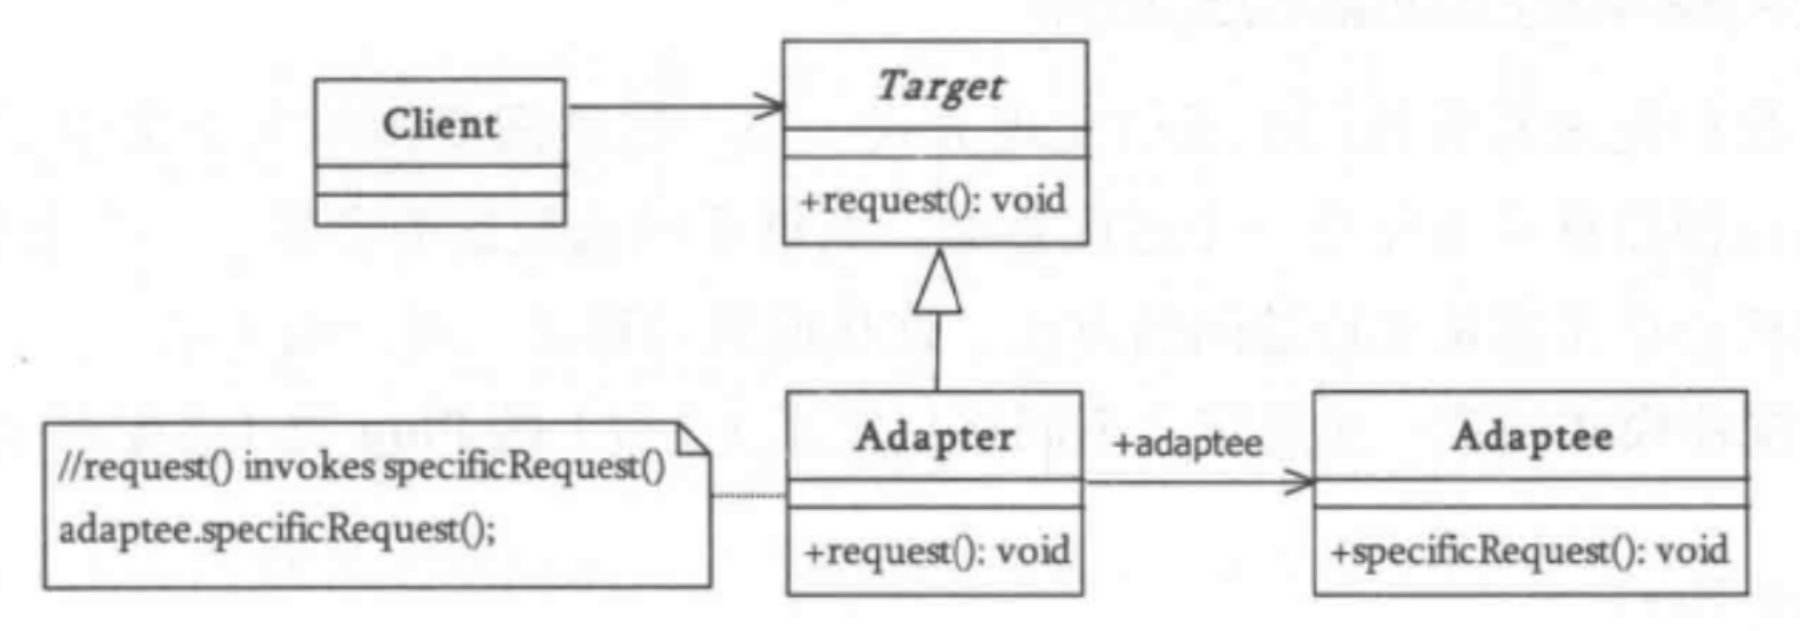 Client
Target
+request(): void
//request() invokes specificRequest()
adaptee.specificRequest();
Adapter
+request(): void
+adaptee
Adaptee
+specificRequest(): void